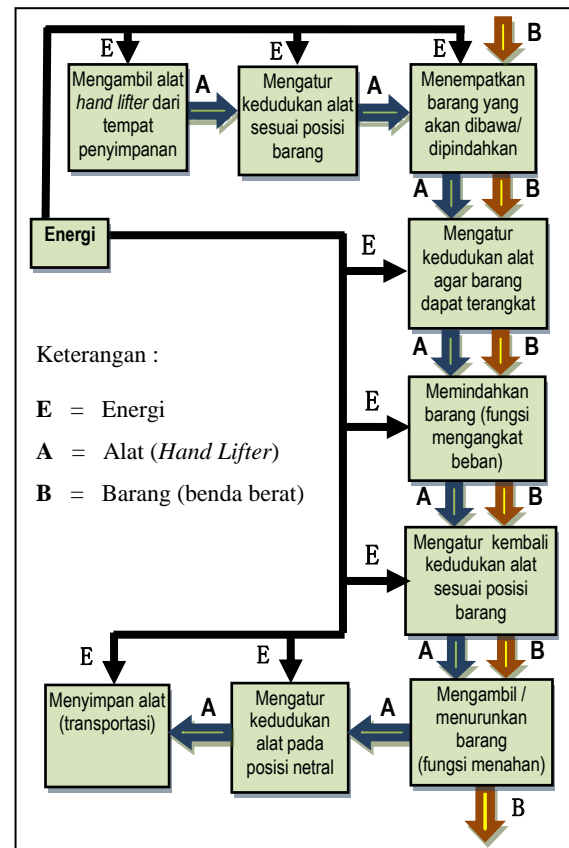 E
E
E
B
Mengambil alat
hand lifter dari
tempat
penyimpanan
A
Mengatur
kedudukan alat
sesuai posisi
barang
A
Menempatkan
barang yang
akan dibawa/
dipindahkan
A
B
Energi
E
Mengatur
kedudukan alat
agar barang
dapat terangkat
A
B
Keterangan :
E = Energi
A = Alat (Hand Lifter)
B = Barang (benda berat)
E
Memindahkan
barang (fungsi
mengangkat
beban)
A
B
E
Mengatur kembali
kedudukan alat
sesuai posisi
barang
A
B
E
E
Menyimpan alat
(transportasi)
A
Mengatur
kedudukan
alat pada
posisi netral
A
Mengambil /
menurunkan
barang
(fungsi menahan)
B